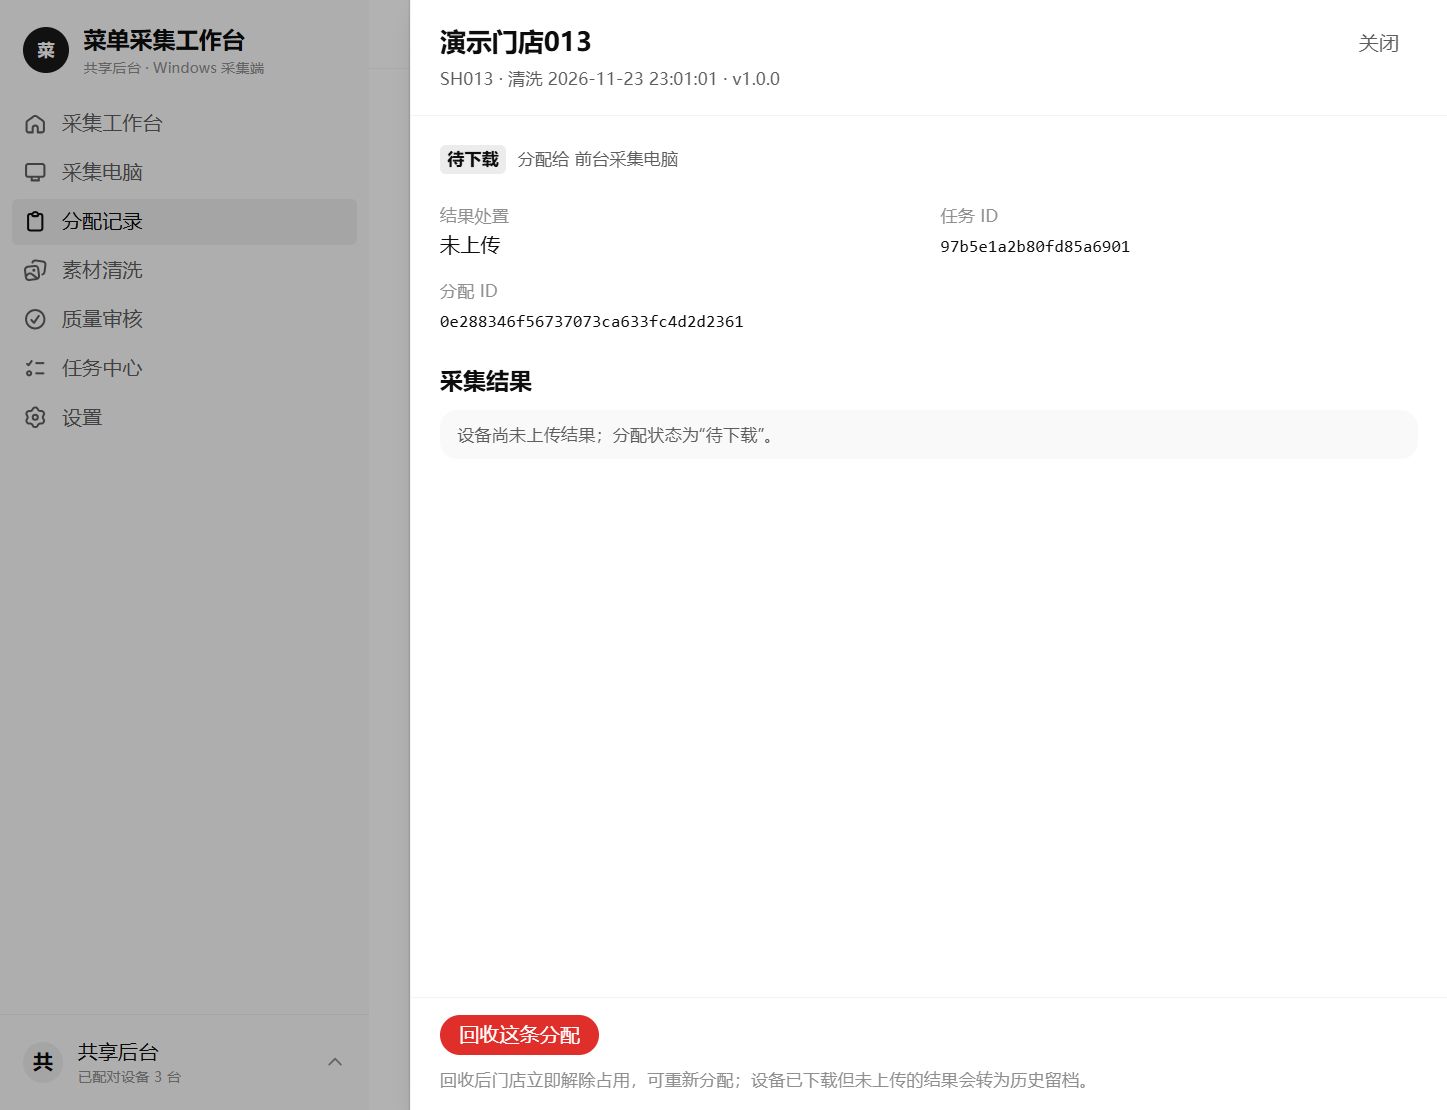 菜
菜单采集工作台
共享后台 · Windows 采集端
采集工作台
采集电脑
分配记录
素材清洗
质量审核
任务中心
设置
共
共享后台
已配对设备 3 台
演示门店013
关闭
SH013 · 清洗 2026-11-23 23:01:01 · v1.0.0
待下载 分配给 前台采集电脑
结果处置
未上传
任务 ID
97b5e1a2b80fd85a6901
分配 ID
0e288346f56737073ca633fc4d2d2361
采集结果
设备尚未上传结果；分配状态为“待下载”。
回收这条分配
回收后门店立即解除占用，可重新分配；设备已下载但未上传的结果会转为历史留档。